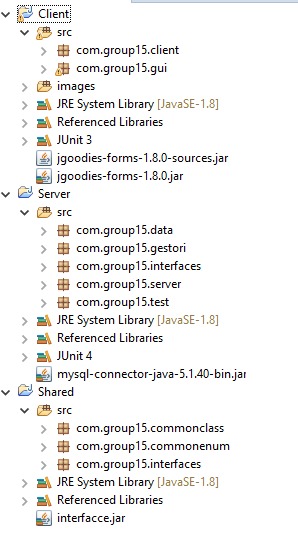 Client
src
com.group15.client
com.group15.gui
images
JRE System Library [JavaSE-1.8]
Referenced Libraries
JUnit 3
jgoodies-forms-1.8.0-sources.jar
jgoodies-forms-1.8.0.jar
Server
src
com.group15.data
com.group15.gestori
com.group15.interfaces
com.group15.server
com.group15.test
JRE System Library [JavaSE-1.8]
Referenced Libraries
JUnit 4
mysql-connector-java-5.1.40-bin.jar
Shared
src
com.group15.commonclass
com.group15.commonenum
com.group15.interfaces
JRE System Library [JavaSE-1.8]
Referenced Libraries
interfacce.jar